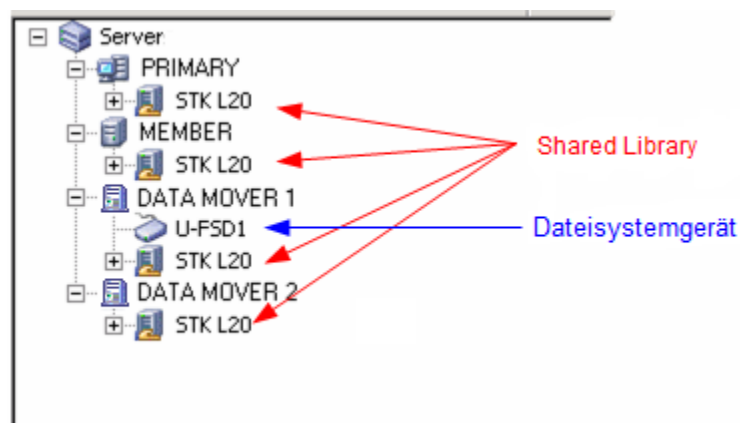 Server
PRIMARY
STK L20
Shared Library
MEMBER
STK L20
DATA MOVER 1
U-FSD1
Dateisystemgerät
STK L20
DATA MOVER 2
STK L20